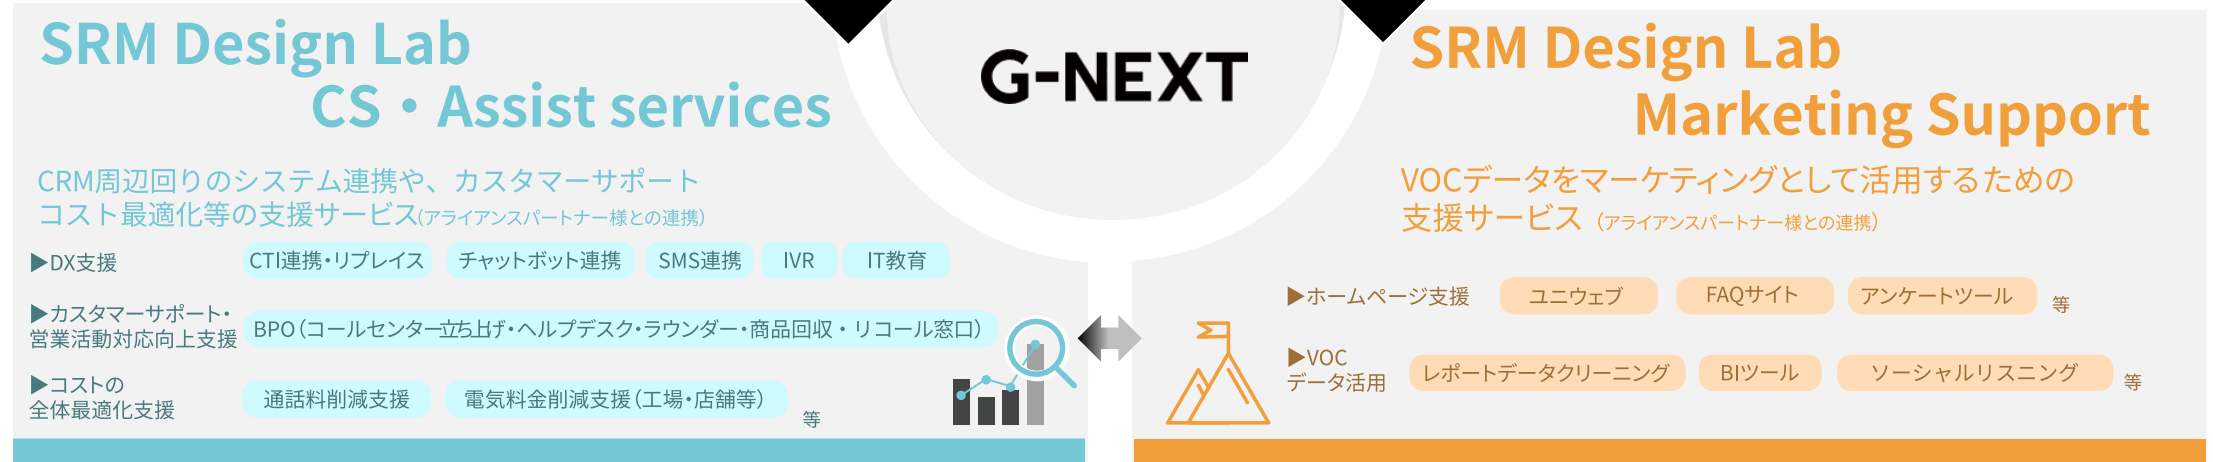 SRM Design Lab
CS・Assist services
CRM周辺回りのシステム連携や、カスタマーサポート
コスト最適化等の支援サービス(アライアンスパートナー様との連携)
▶DX支援
CTI連携・リプレイス
チャットボット連携
SMS連携
IVR
IT教育
▶カスタマーサポート・
営業活動対応向上支援
BPO（コールセンター立ち上げ・ヘルプデスク・ラウンダー・商品回収・リコール窓口）
▶コストの
全体最適化支援
通話料削減支援
電気料金削減支援（工場・店舗等）
等
G-NEXT
SRM Design Lab
Marketing Support
VOCデータをマーケティングとして活用するための
支援サービス（アライアンスパートナー様との連携）
▶ホームページ支援
ユニウェブ
FAQサイト
アンケートツール
等
▶VOC
データ活用
レポートデータクリーニング
BIツール
ソーシャルリスニング
等